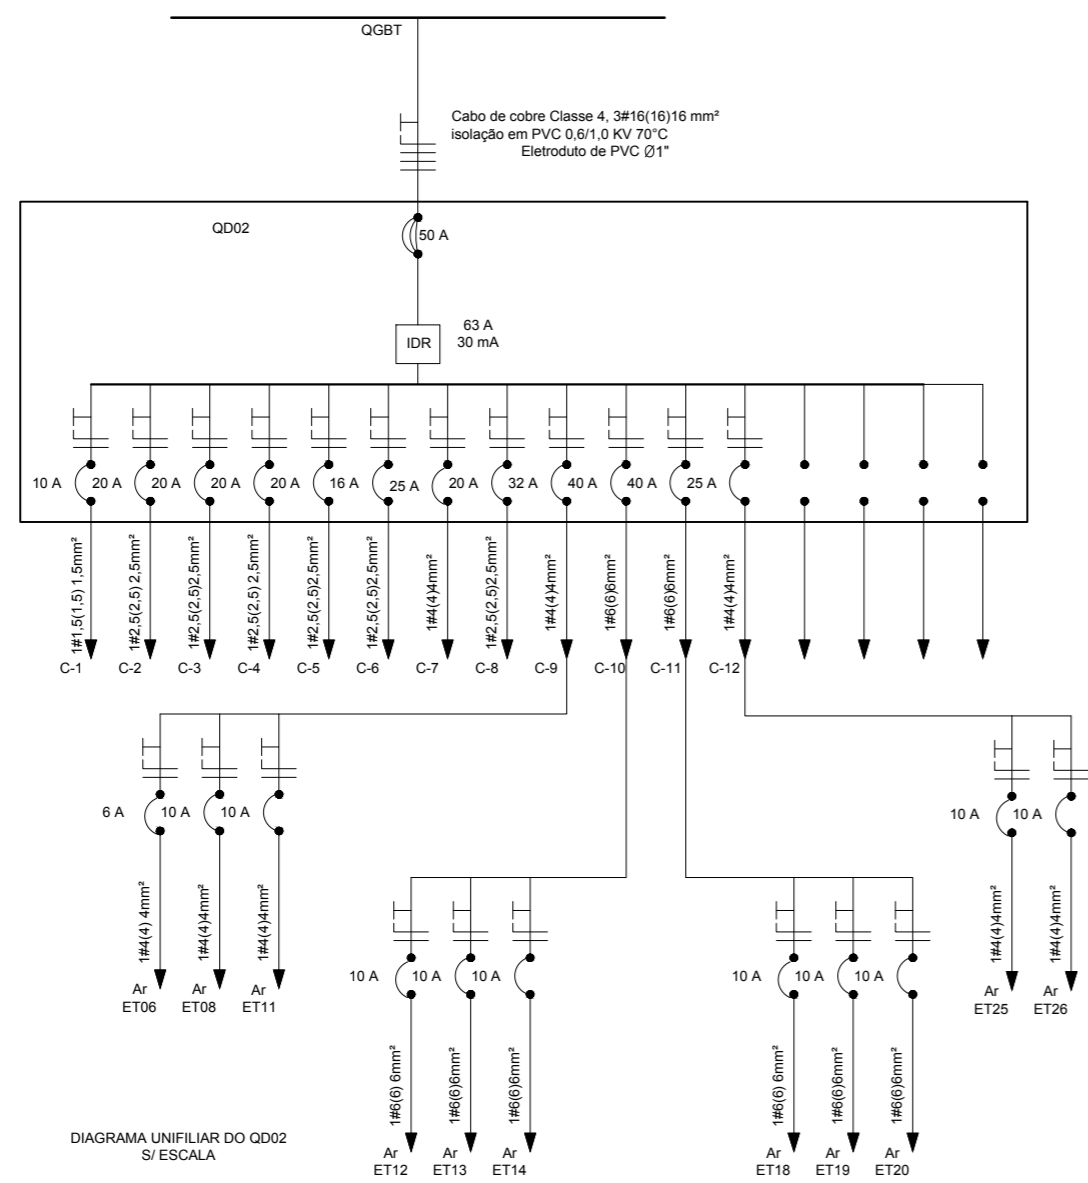 QGBT
Cabo de cobre Classe 4, 3#16(16)16 mm²
isolação em PVC 0,6/1,0 KV 70°C
Eletroduto de PVC Ø1"
QD02
50 A
IDR
63 A
30 mA
10 A
20 A
20 A
20 A
20 A
16 A
25 A
20 A
32 A
40 A
40 A
25 A
1#1,5(1,5) 1,5mm²
1#2,5(2,5) 2,5mm²
1#2,5(2,5)2,5mm²
1#2,5(2,5) 2,5mm²
1#2,5(2,5)2,5mm²
1#2,5(2,5)2,5mm²
1#4(4)4mm²
1#2,5(2,5)2,5mm²
1#4(4)4mm²
1#6(6)6mm²
1#6(6)6mm²
1#4(4)4mm²
C-1
C-2
C-3
C-4
C-5
C-6
C-7
C-8
C-9
C-10
C-11
C-12
6 A
10 A
10 A
1#4(4) 4mm²
1#4(4)4mm²
1#4(4)4mm²
Ar
ET06
Ar
ET08
Ar
ET11
10 A
10 A
1#4(4)4mm²
1#4(4)4mm²
Ar
ET25
Ar
ET26
10 A
10 A
10 A
1#6(6) 6mm²
1#6(6)6mm²
1#6(6)6mm²
Ar
ET12
Ar
ET13
Ar
ET14
10 A
10 A
10 A
1#6(6) 6mm²
1#6(6)6mm²
1#6(6)6mm²
Ar
ET18
Ar
ET19
Ar
ET20
DIAGRAMA UNIFILIAR DO QD02
S/ ESCALA